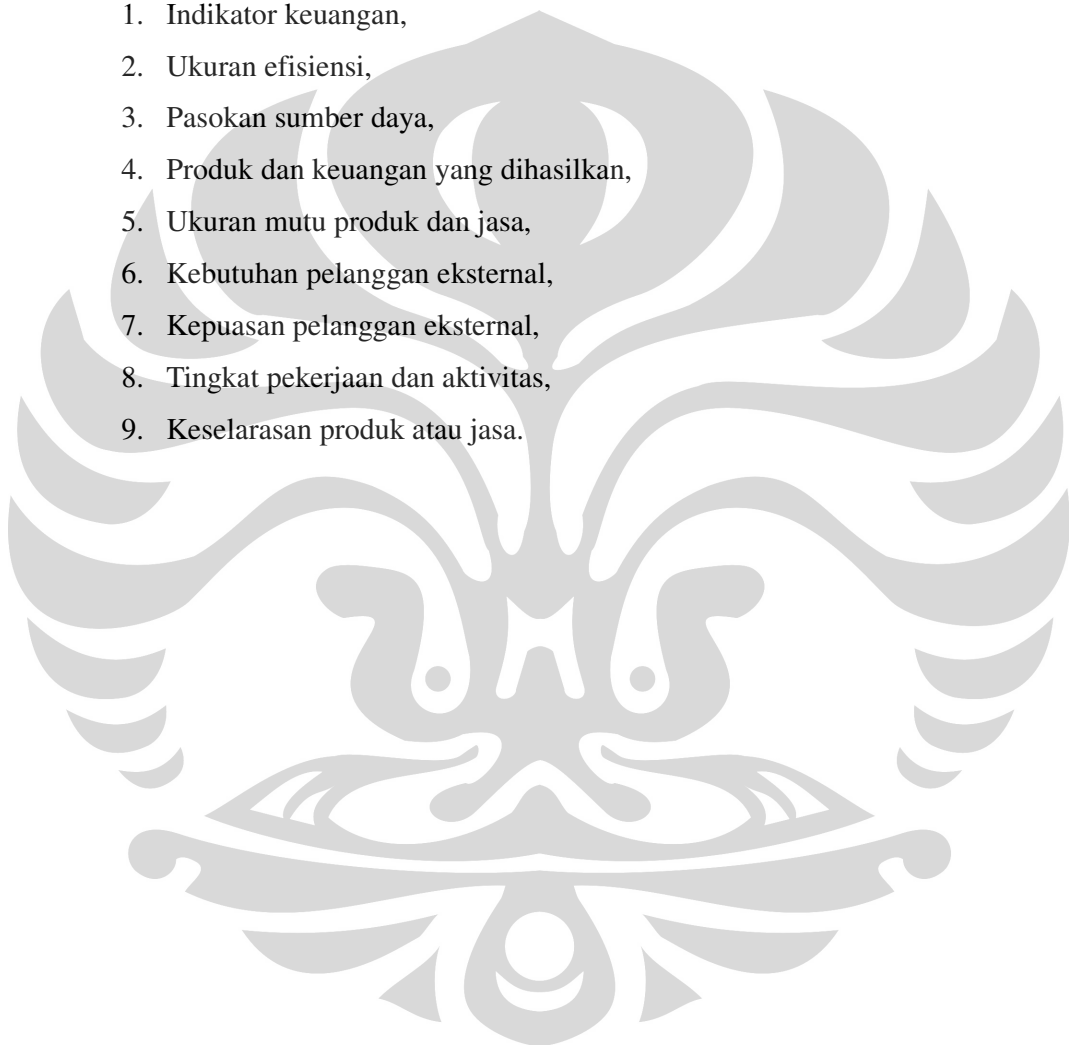 1. Indikator keuangan,
2. Ukuran efisiensi,
3. Pasokan sumber daya,
4. Produk dan keuangan yang dihasilkan,
5. Ukuran mutu produk dan jasa,
6. Kebutuhan pelanggan eksternal,
7. Kepuasan pelanggan eksternal,
8. Tingkat pekerjaan dan aktivitas,
9. Keselarasan produk atau jasa.